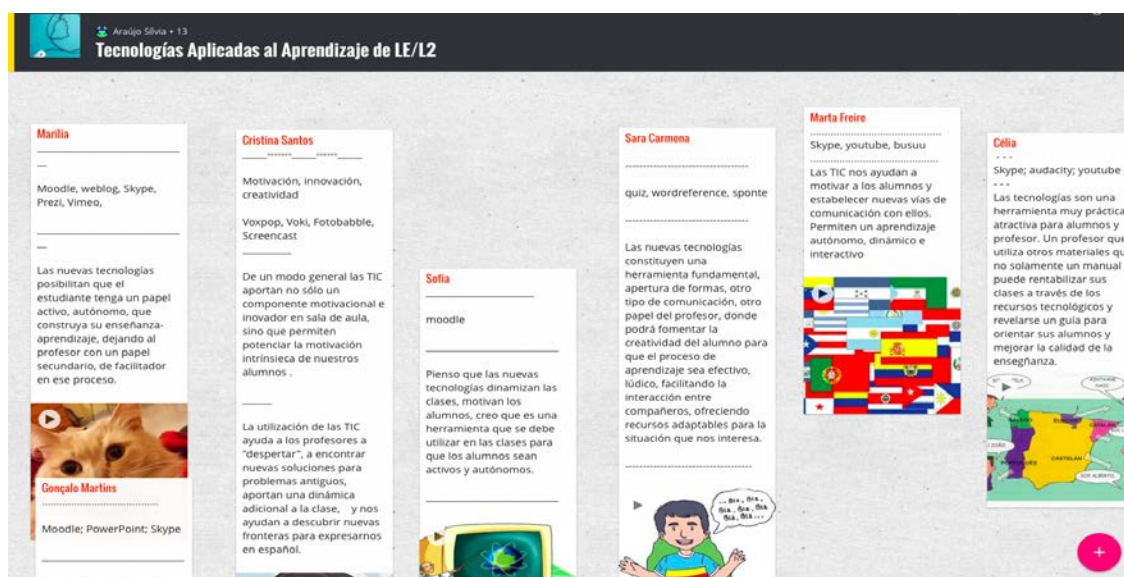 Araújo Sílvia + 13
Tecnologías Aplicadas al Aprendizaje de LE/L2
Marilia
Moodle, weblog, Skype,
Prezi, Vimeo,
Las nuevas tecnologías
posibilitan que el
estudiante tenga un papel
activo, autónomo, que
construya su enseñanza-
aprendizaje, dejando al
profesor con un papel
secundario, de facilitador
en ese proceso.
Gonçalo Martins
Moodle; PowerPoint; Skype
Cristina Santos
Motivación, innovación,
creatividad
Voxpop, Voki, Fotobabble,
Screencast
De un modo general las TIC
aportan no sólo un
componente motivacional e
inovador en sala de aula,
sino que permiten
potenciar la motivación
intrínsieca de nuestros
alumnos .
La utilización de las TIC
ayuda a los profesores a
"despertar", a encontrar
nuevas soluciones para
problemas antiguos,
aportan una dinámica
adicional a la clase, y nos
ayudan a descubrir nuevas
fronteras para expresarnos
en español.
Sofia
moodle
Pienso que las nuevas
tecnologías dinamizan las
clases, motivan los
alumnos, creo que es una
herramienta que se debe
utilizar en las clases para
que los alumnos sean
activos y autónomos.
Sara Carmona
quiz, wordreference, sponte
Las nuevas tecnologías
constituyen una
herramienta fundamental,
apertura de formas, otro
tipo de comunicación, otro
papel del profesor, donde
podrá fomentar la
creatividad del alumno para
que el proceso de
aprendizaje sea efectivo,
lúdico, facilitando la
interacción entre
compañeros, ofreciendo
recursos adaptables para la
situación que nos interesa.
... Bla, Bla,
Bla, Bla, Bla,
Bla, Bla ...
Marta Freire
Skype, youtube, busuu
Las TIC nos ayudan a
motivar a los alumnos y
establecer nuevas vías de
comunicación con ellos.
Permiten un aprendizaje
autónomo, dinámico e
interactivo
Célia
Skype; audacity; youtube
Las tecnologías son una
herramienta muy práctica
atractiva para alumnos y
profesor. Un profesor que
utiliza otros materiales qu
no solamente un manual
puede rentabilizar sus
clases a través de los
recursos tecnológicos y
revelarse un guía para
orientar sus alumnos y
mejorar la calidad de la
ensegñanza.
CASTELAN